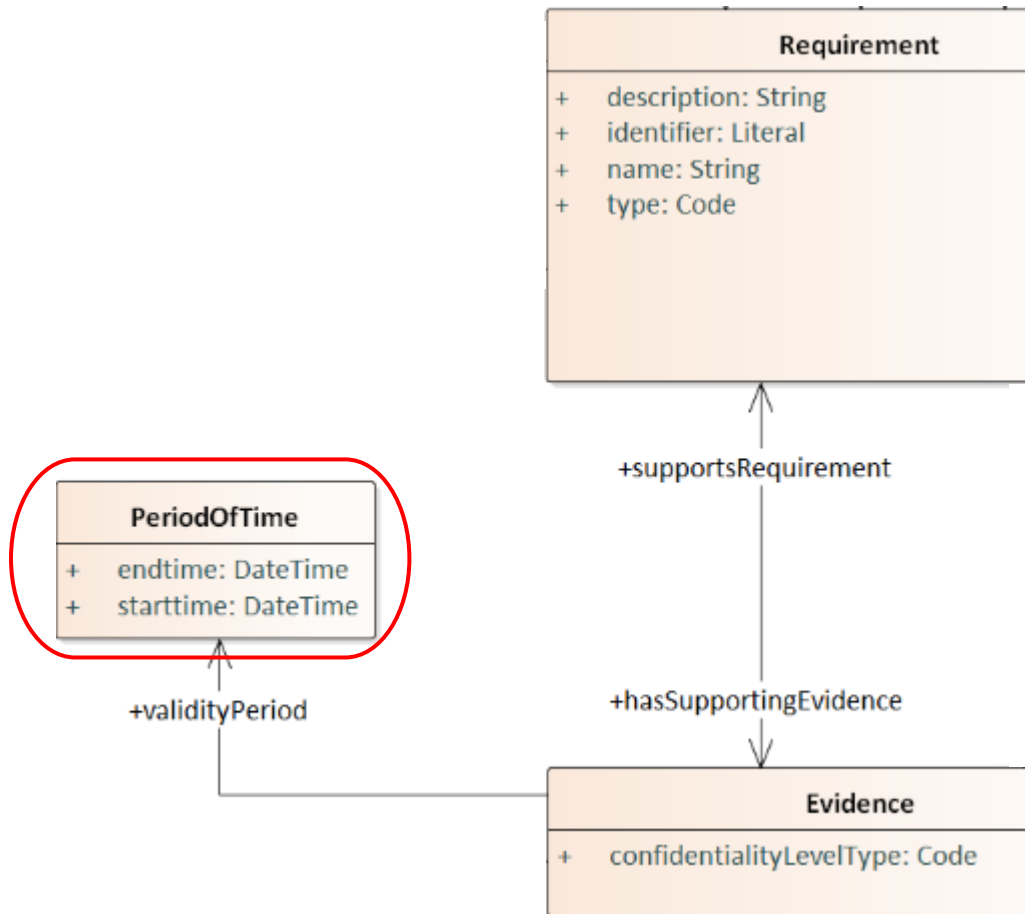 Requirement
+ description: String
+ identifier: Literal
+ name: String
+ type: Code
+supportsRequirement
PeriodOfTime
+ endtime: DateTime
+ starttime: DateTime
+validityPeriod
+hasSupportingEvidence
Evidence
+ confidentialityLevelType: Code